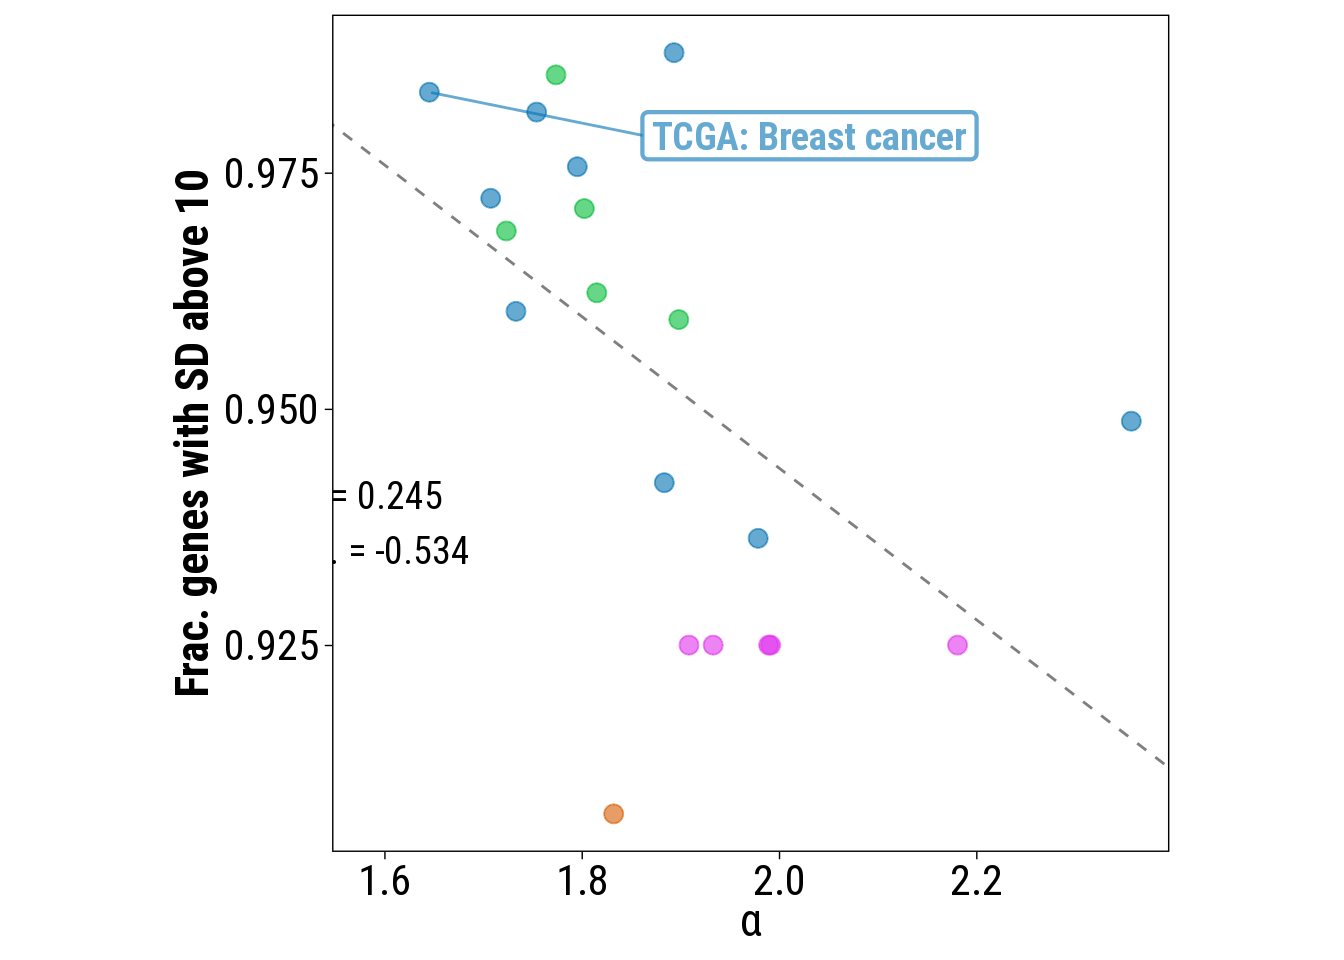 TCGA: Breast cancer
0.975
0.950
0.925
Frac. genes with SD above 10
= 0.245
. = -0.534
1.6 1.8 2.0 2.2
α